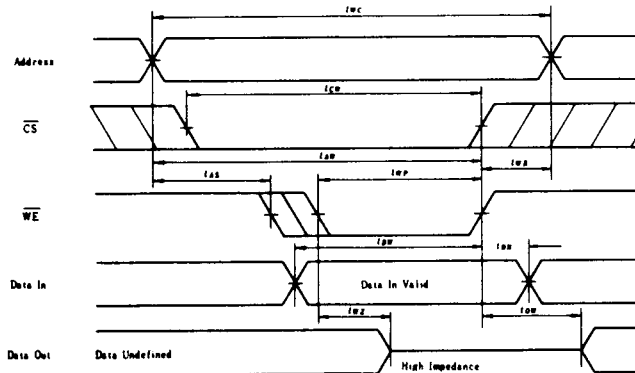 tWC
Address
tCW
CS
tAW
tAS
tWP
tWR
WE
tDW
tDH
Data In
Data In Valid
tWZ
tOW
Data Out
Data Undefined
High Impedance